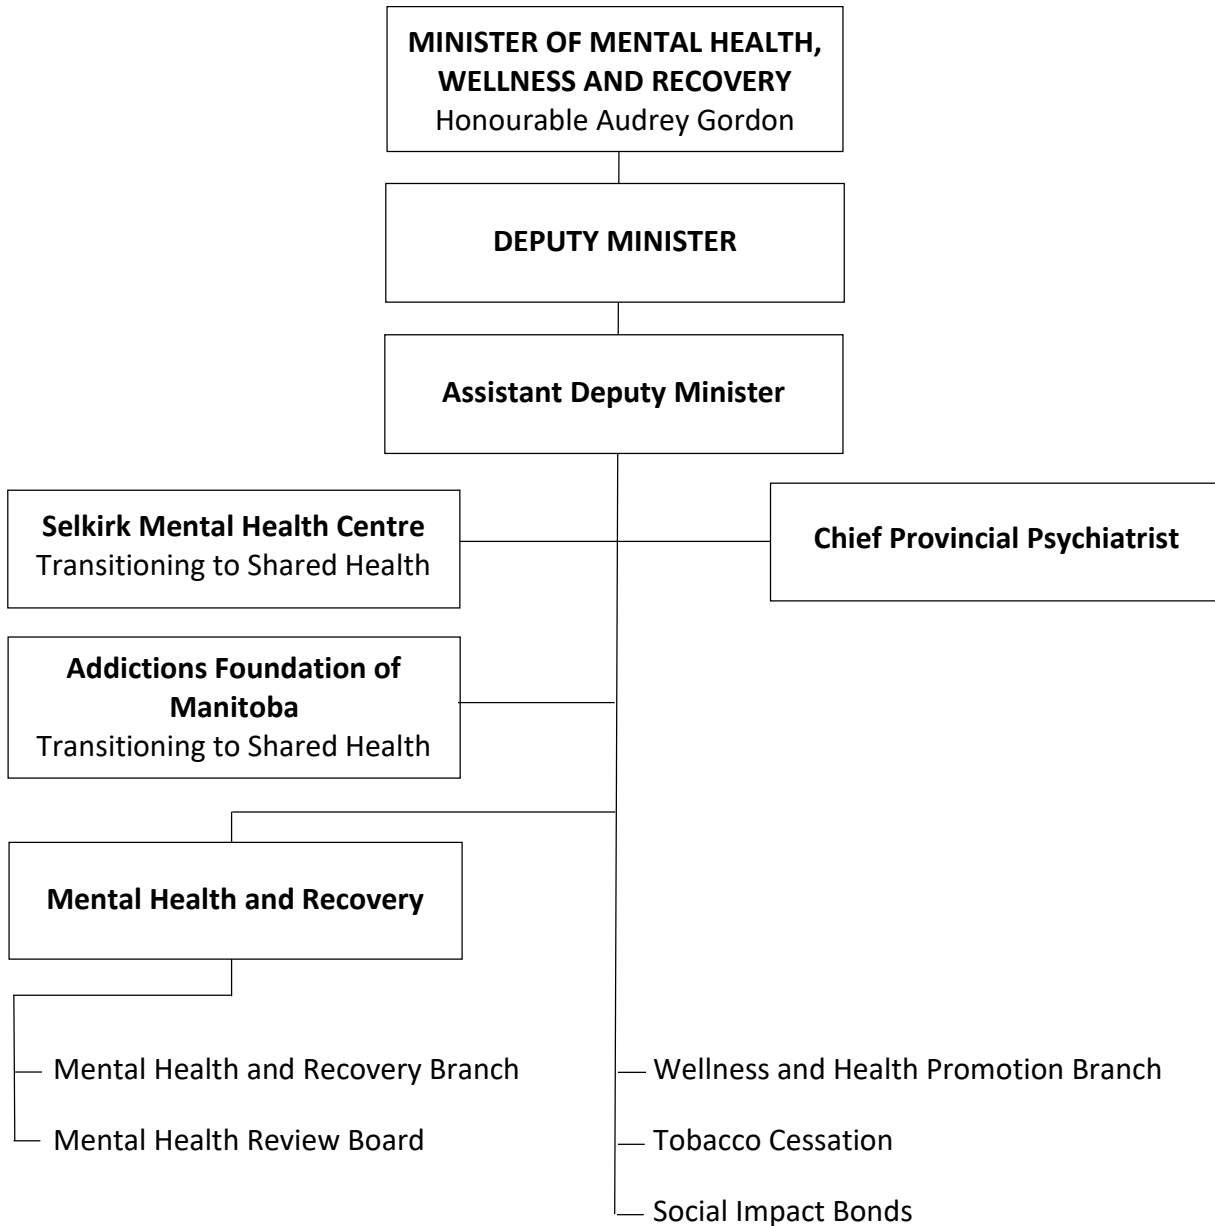 MINISTER OF MENTAL HEALTH,
WELLNESS AND RECOVERY
Honourable Audrey Gordon
DEPUTY MINISTER
Assistant Deputy Minister
Selkirk Mental Health Centre
Transitioning to Shared Health
Chief Provincial Psychiatrist
Addictions Foundation of
Manitoba
Transitioning to Shared Health
Mental Health and Recovery
Mental Health and Recovery Branch
Mental Health Review Board
Wellness and Health Promotion Branch
Tobacco Cessation
Social Impact Bonds